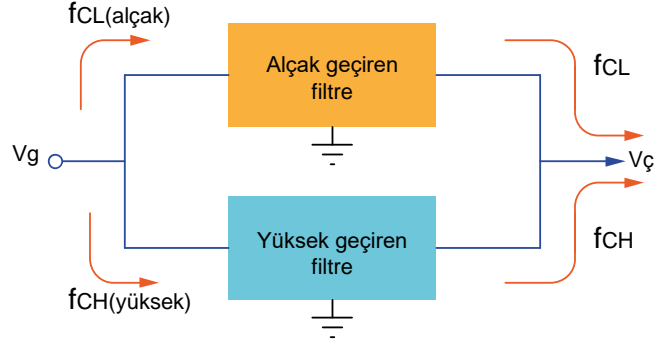 fCL(alçak)
Alçak geçiren
filtre
fCL
Vg
Vç
Yüksek geçiren
filtre
fCH
fCH(yüksek)